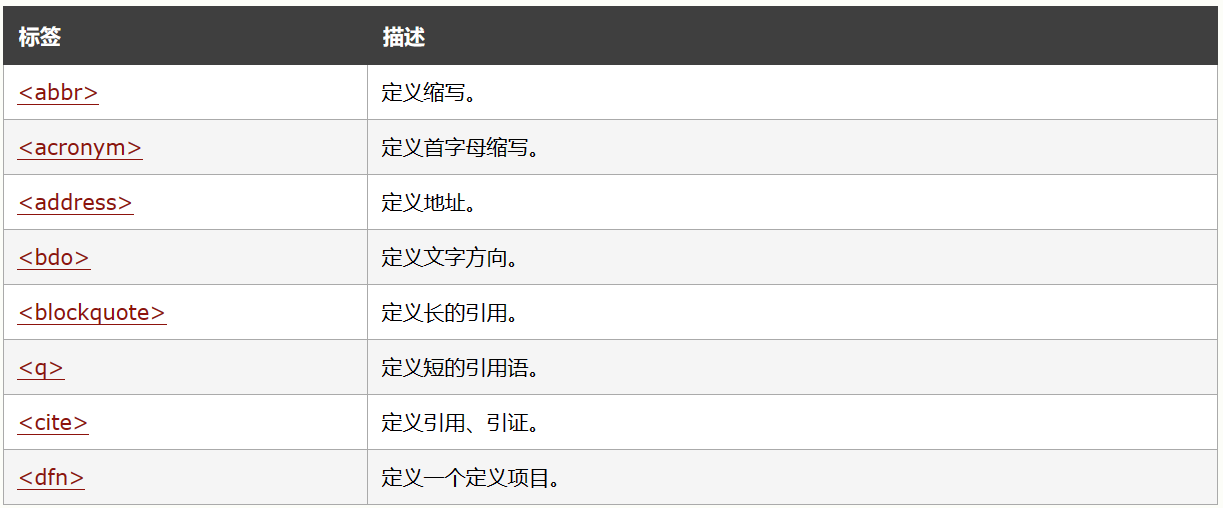 标签 描述
<abbr> 定义缩写。
<acronym> 定义首字母缩写。
<address> 定义地址。
<bdo> 定义文字方向。
<blockquote> 定义长的引用。
<q> 定义短的引用语。
<cite> 定义引用、引证。
<dfn> 定义一个定义项目。